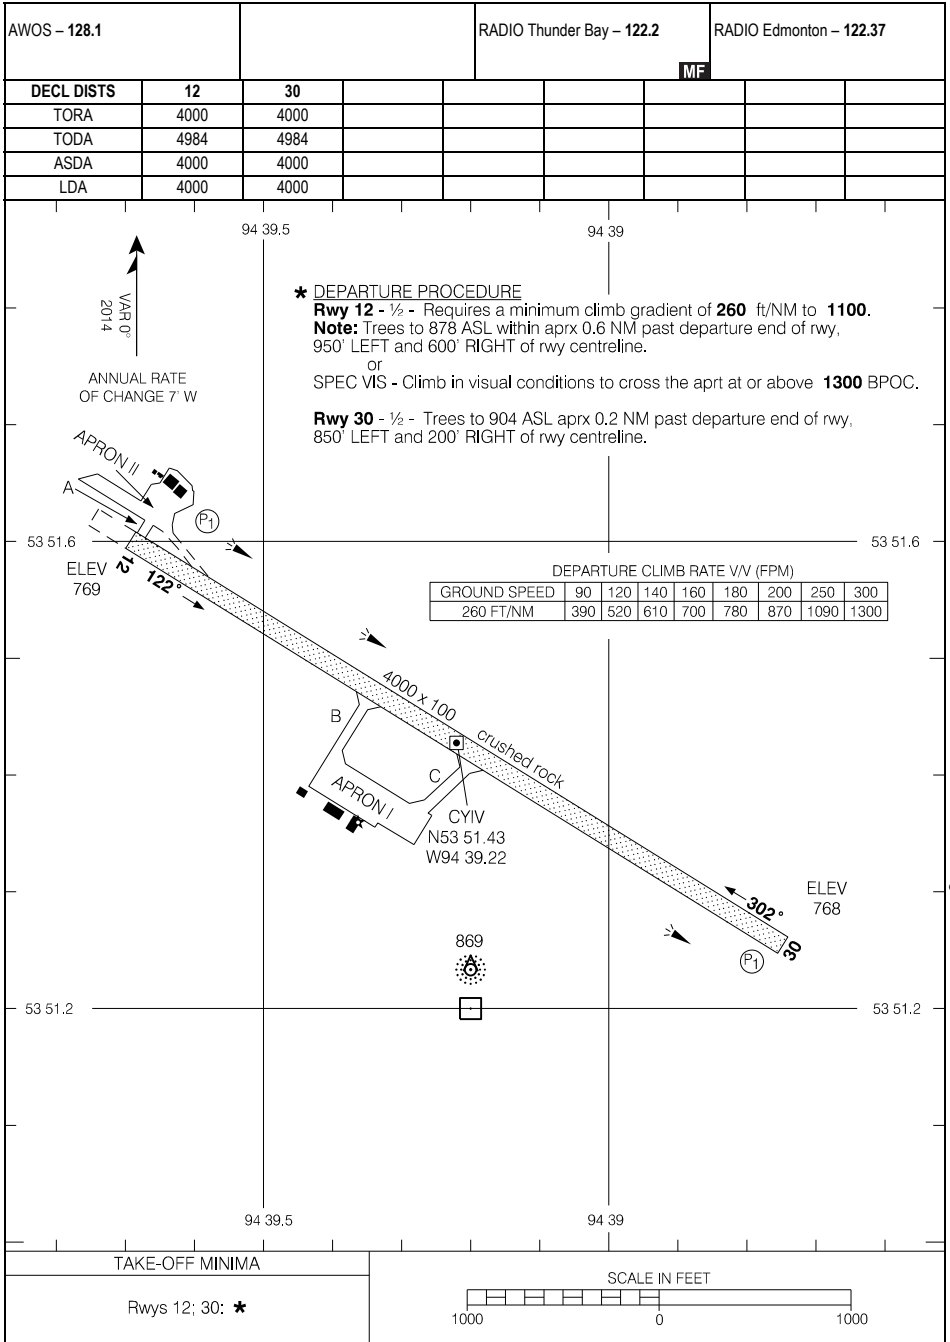 AWOS – 128.1
RADIO Thunder Bay – 122.2
MF
RADIO Edmonton – 122.37
DECL DISTS 12 30
TORA 4000 4000
TODA 4984 4984
ASDA 4000 4000
LDA 4000 4000
94 39.5 94 39
VAR 0°
2014
ANNUAL RATE
OF CHANGE 7' W
* DEPARTURE PROCEDURE
Rwy 12 - ½ - Requires a minimum climb gradient of 260 ft/NM to 1100.
Note: Trees to 878 ASL within aprx 0.6 NM past departure end of rwy,
950' LEFT and 600' RIGHT of rwy centreline.
or
SPEC VIS - Climb in visual conditions to cross the aprt at or above 1300 BPOC.
Rwy 30 - ½ - Trees to 904 ASL aprx 0.2 NM past departure end of rwy,
850' LEFT and 200' RIGHT of rwy centreline.
APRON II
A
P1
53 51.6 53 51.6
ELEV
769
12
122°
DEPARTURE CLIMB RATE V/V (FPM)
GROUND SPEED 90 120 140 160 180 200 250 300
260 FT/NM 390 520 610 700 780 870 1090 1300
4000 x 100
crushed rock
B
C
APRON I
CYIV
N53 51.43
W94 39.22
ELEV
768
302°
30
P1
869
53 51.2 53 51.2
94 39.5 94 39
TAKE-OFF MINIMA
Rwys 12; 30: *
SCALE IN FEET
1000 0 1000